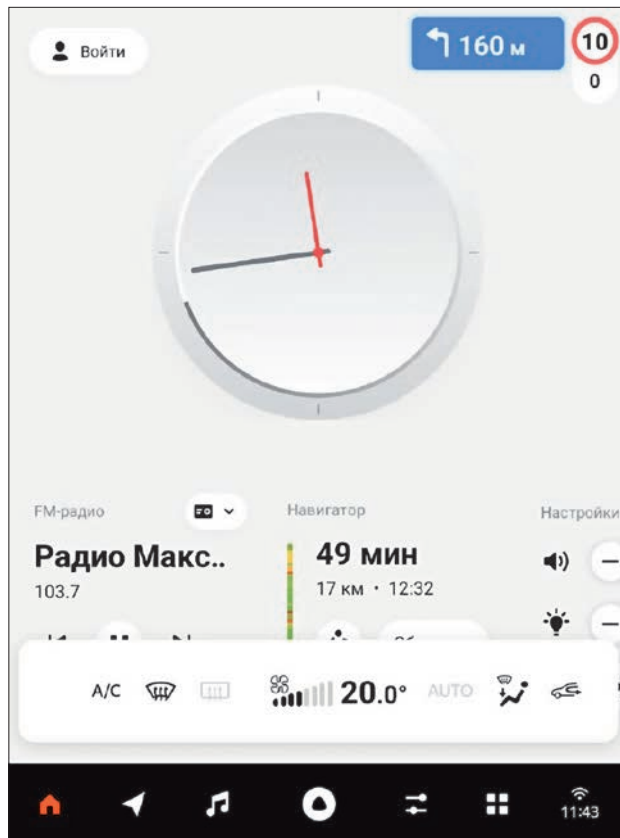 Войти
160 м
10
0
FM-радио
Радио Макс..
103.7
Навигатор
49 мин
17 км · 12:32
Настройки
A/C
20.0°
AUTO
11:43